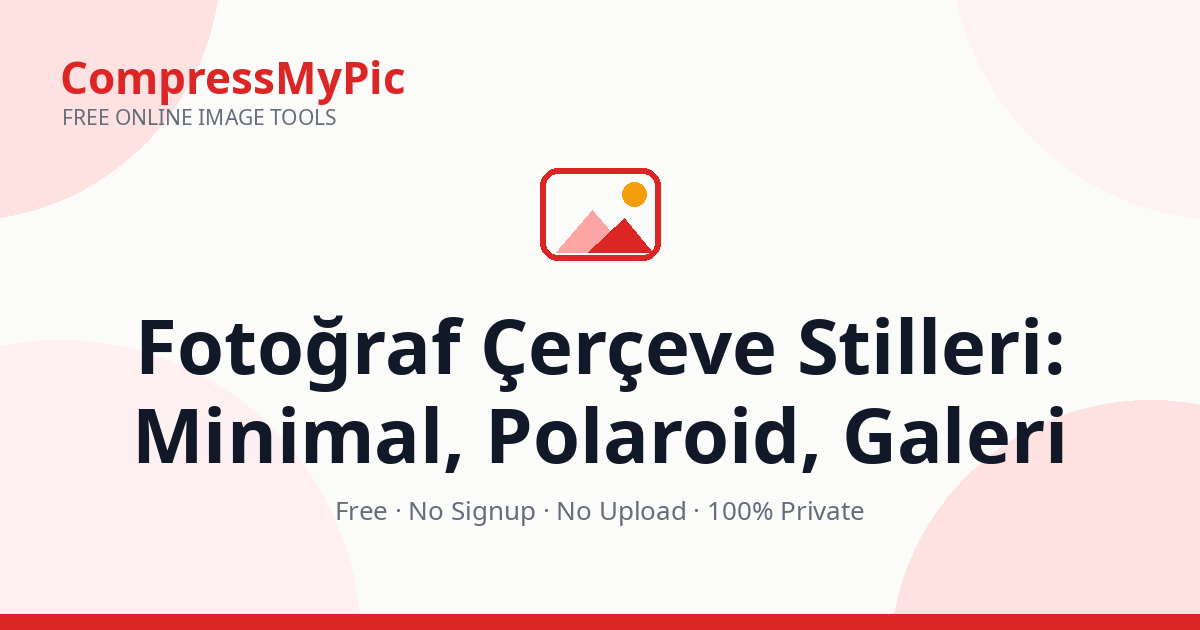 CompressMyPic
FREE ONLINE IMAGE TOOLS
Fotoğraf Çerçeve Stilleri:
Minimal, Polaroid, Galeri
Free · No Signup · No Upload · 100% Private